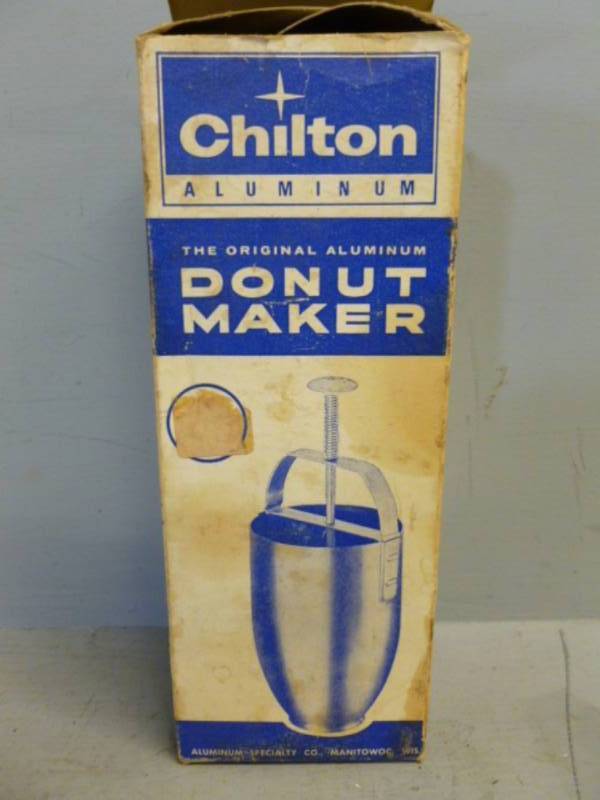 Chilton
ALUMINUM
THE ORIGINAL ALUMINUM
DONUT
MAKER
ALUMINUM SPECIALTY CO., MANITOWOC, WIS.